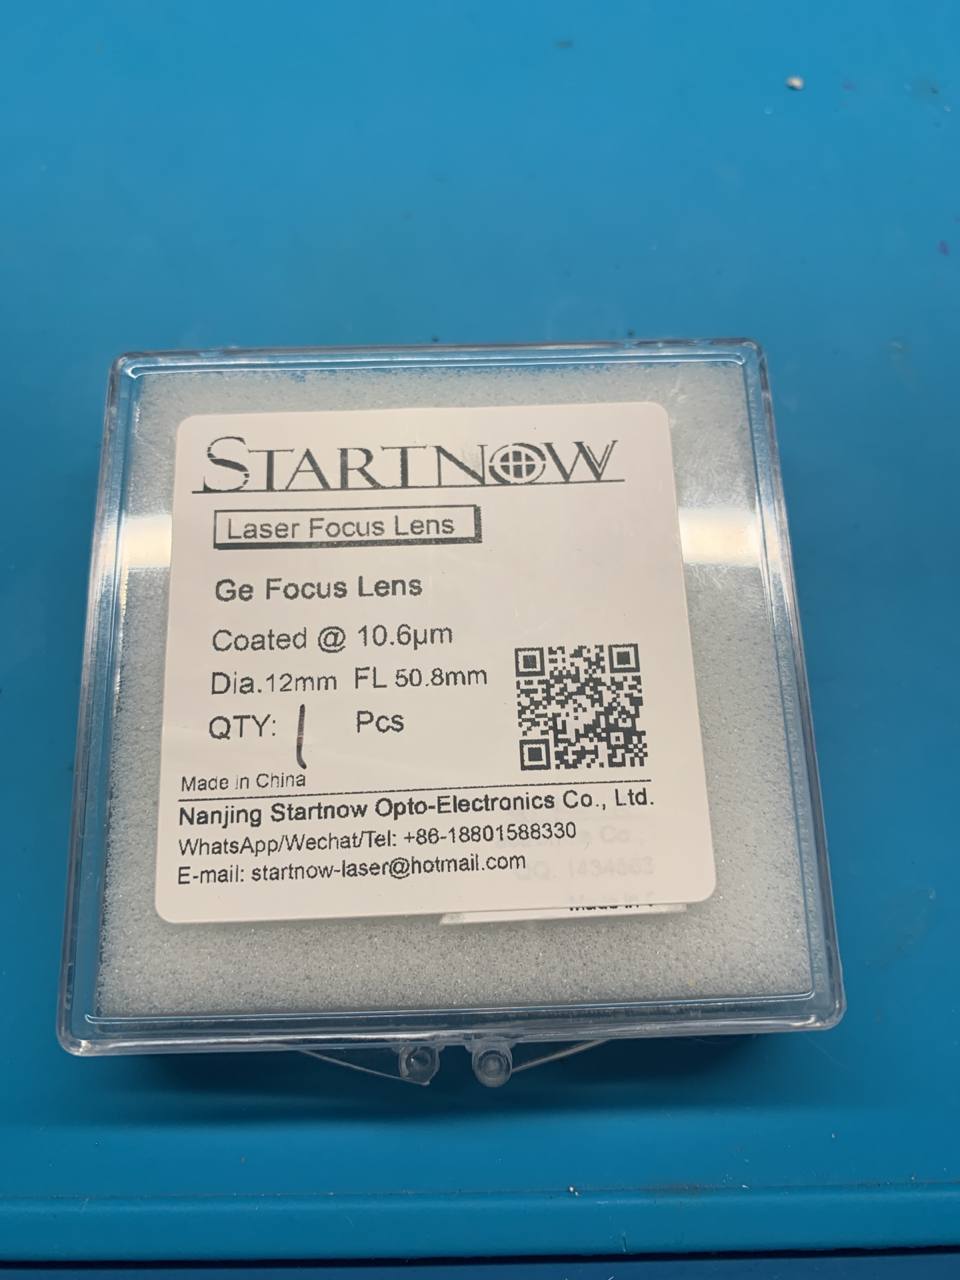 STARTNOW
Laser Focus Lens
Ge Focus Lens
Coated @ 10.6µm
Dia.12mm FL 50.8mm
QTY: 1 Pcs
Made in China
Nanjing Startnow Opto-Electronics Co., Ltd.
WhatsApp/Wechat/Tel: +86-18801588330
E-mail: startnow-laser@hotmail.com